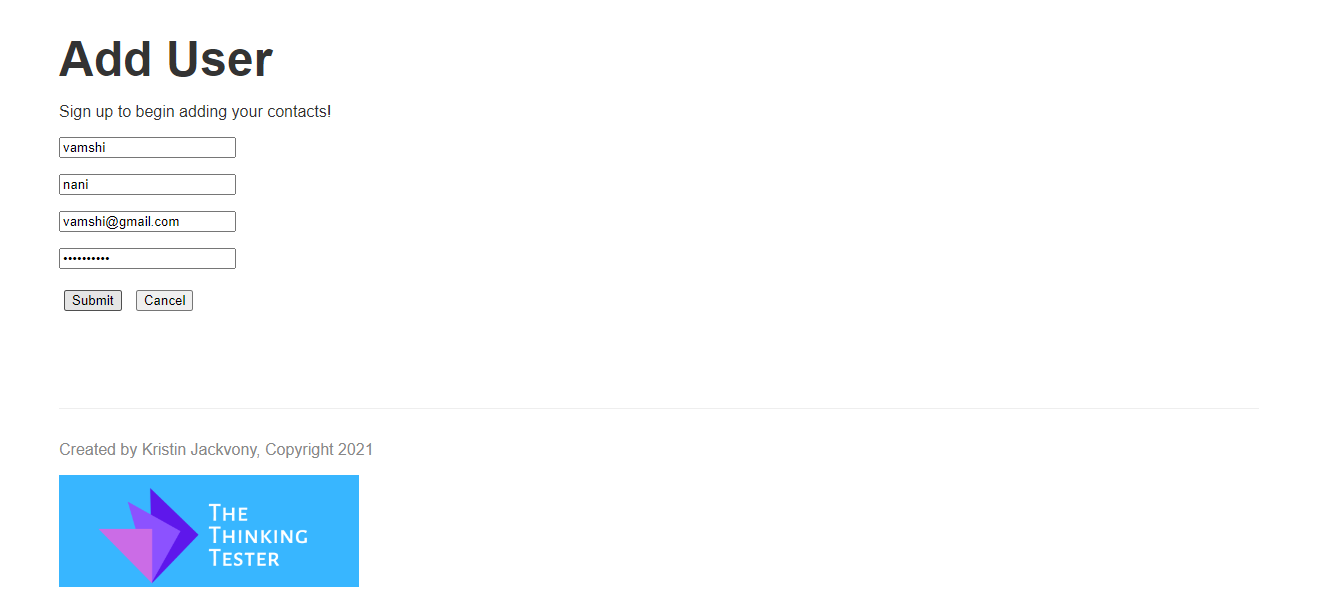 Add User
Sign up to begin adding your contacts!
vamshi
nani
vamshi@gmail.com
••••••••••
Submit Cancel
Created by Kristin Jackvony, Copyright 2021
THE
THINKING
TESTER